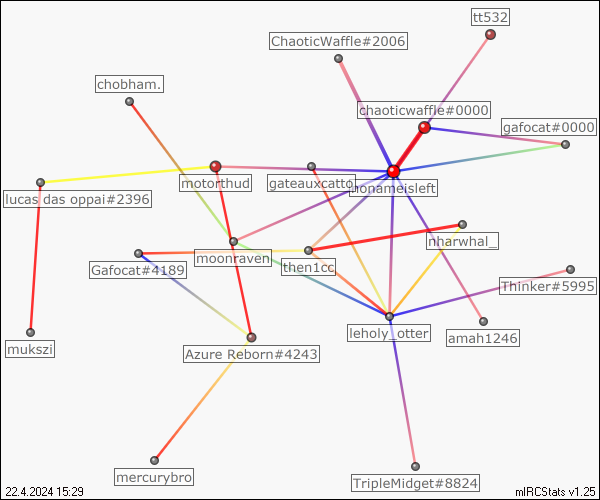 tt532
ChaoticWaffle#2006
chobham.
chaoticwaffle#0000
gafocat#0000
motorthud
gateauxcatto
nonameisleft
lucas das oppai#2396
nharwhal_
moonraven
then1cc
Gafocat#4189
Thinker#5995
leholy_otter
amah1246
mukszi
Azure Reborn#4243
mercurybro
TripleMidget#8824
22.4.2024 15:29
mIRCStats v1.25